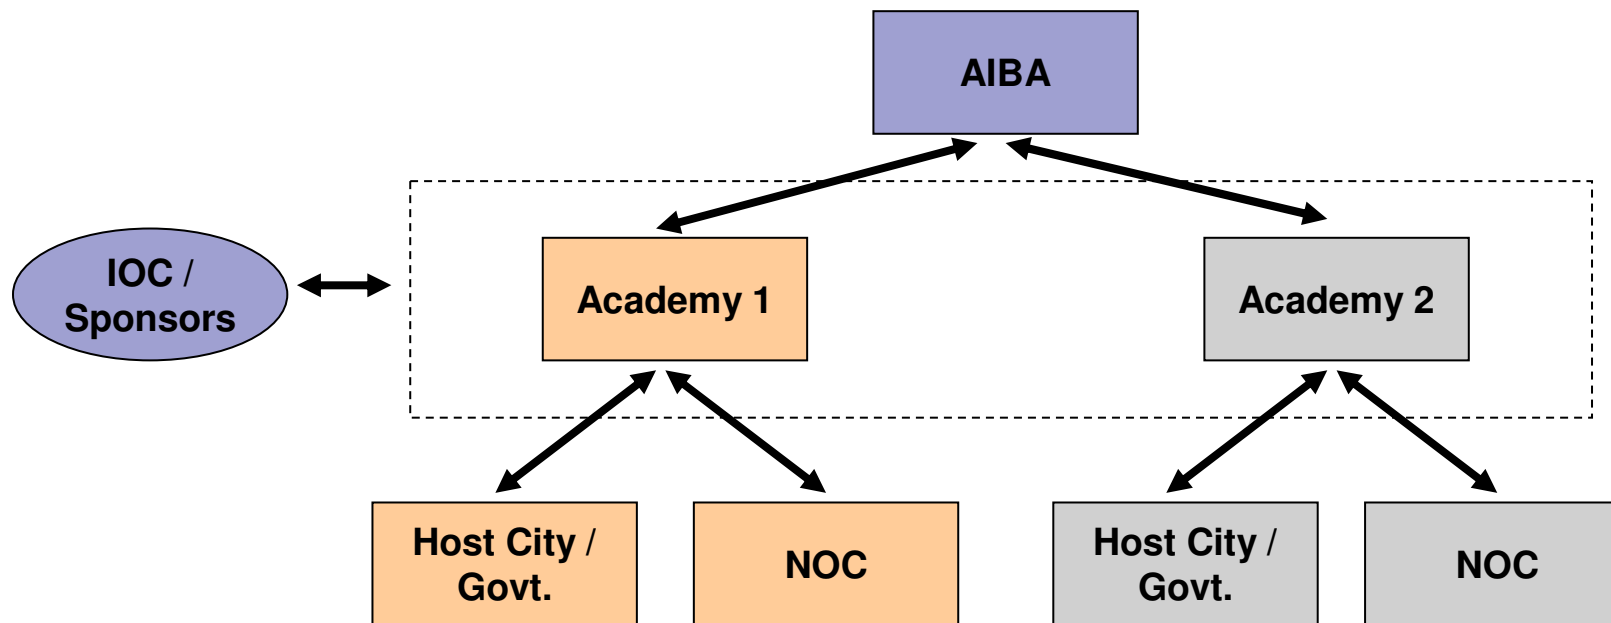 AIBA
IOC /
Sponsors
Academy 1
Academy 2
Host City /
Govt.
NOC
Host City /
Govt.
NOC